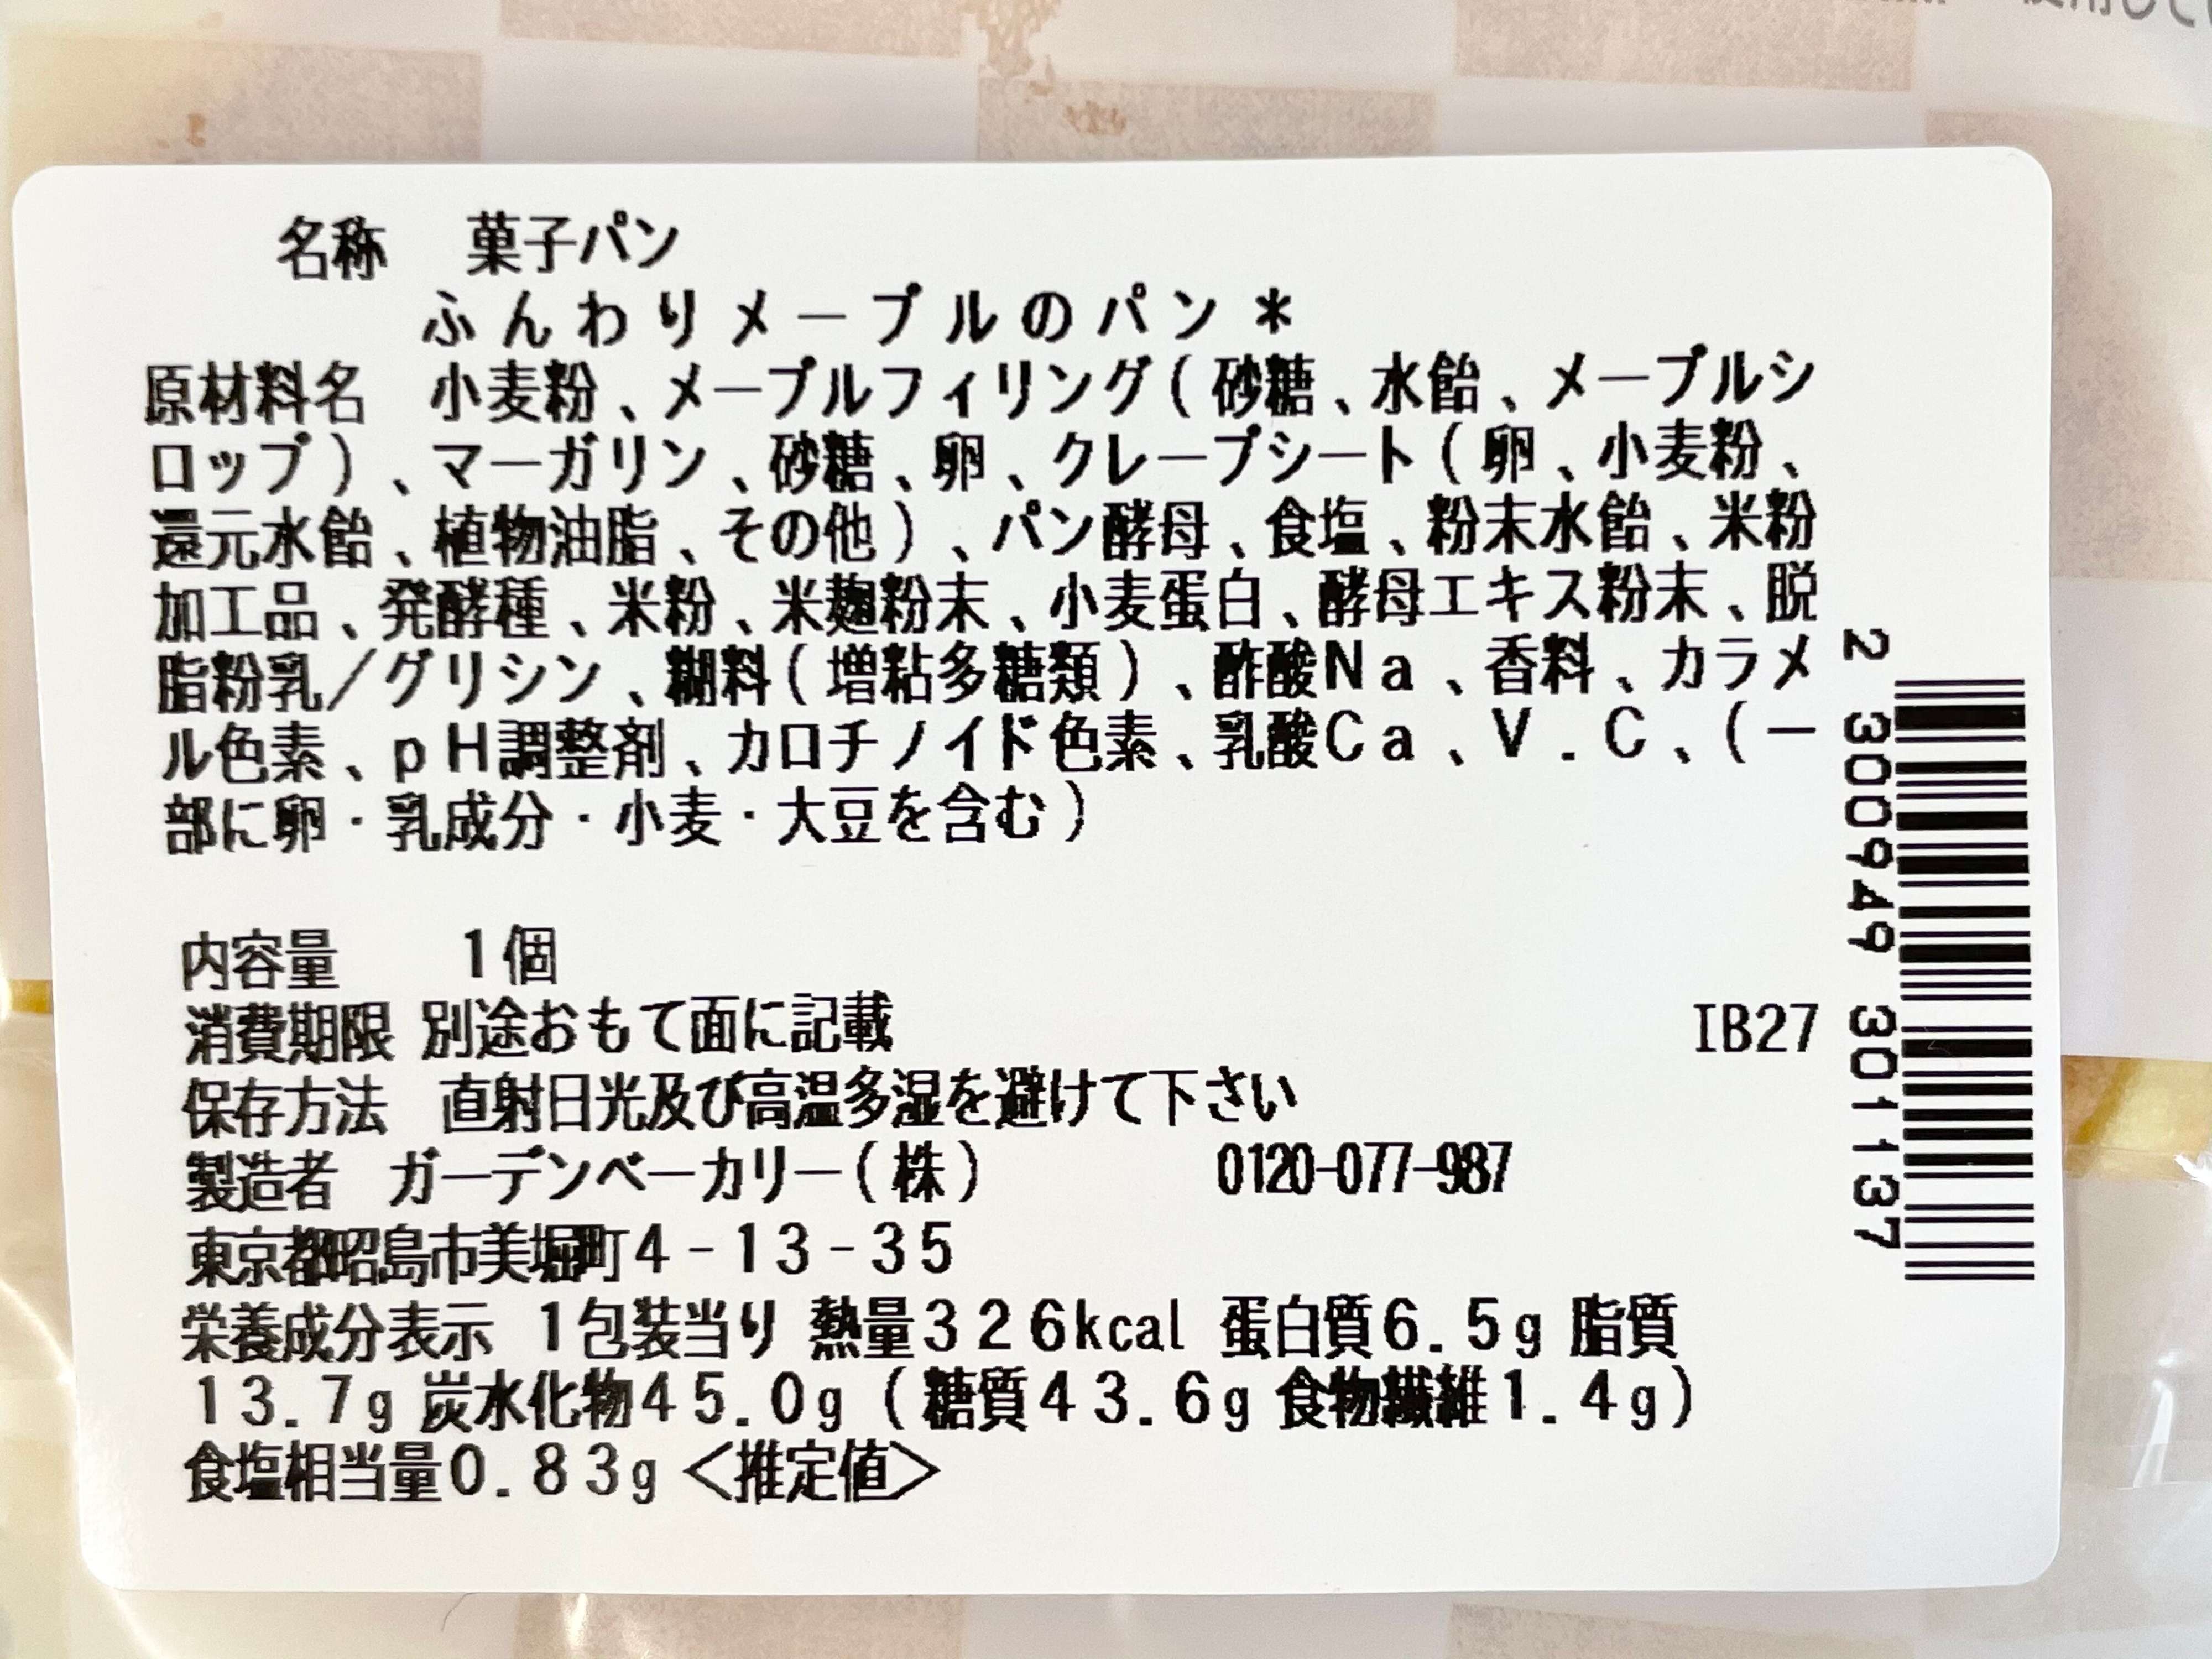 名称 菓子パン
ふんわりメープルのパン＊
原材料名 小麦粉、メープルフィリング(砂糖、水飴、メープルシ
ロップ)、マーガリン、砂糖、卵、クレープシート(卵、小麦粉、
還元水飴、植物油脂、その他)、パン酵母、食塩、粉末水飴、米粉
加工品、発酵種、米粉、米麹粉末、小麦蛋白、酵母エキス粉末、脱
脂粉乳／グリシン、糊料(増粘多糖類)、酢酸Na、香料、カラメ
ル色素、pH調整剤、カロチノイド色素、乳酸Ca、V.C、(一
部に卵・乳成分・小麦・大豆を含む)
内容量 1個
消費期限 別途おもて面に記載 IB27
保存方法 直射日光及び高温多湿を避けて下さい
製造者 ガーデンベーカリー(株) 0120-077-987
東京都昭島市美堀町4-13-35
栄養成分表示 1包装当り 熱量326kcal 蛋白質6.5g 脂質
13.7g 炭水化物45.0g (糖質43.6g 食物繊維1.4g)
食塩相当量0.83g <推定値>
2 300949 301137